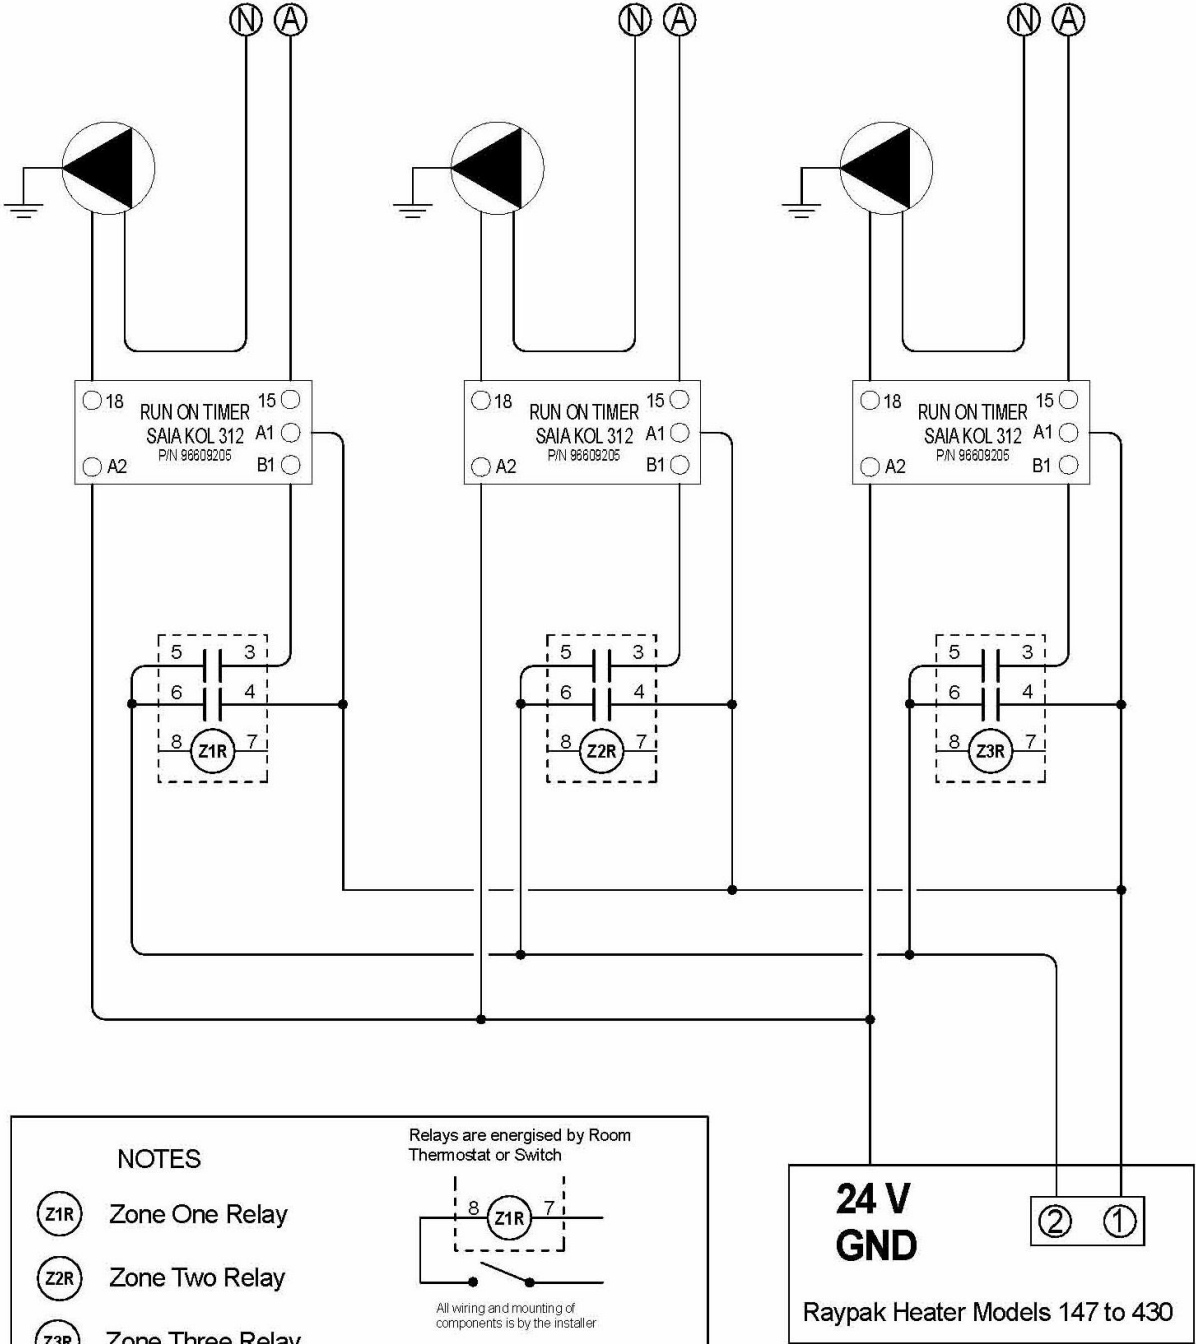 N A N A N A
18 RUN ON TIMER 15
SAIA KOL 312 A1
P/N 96609205
A2 B1
18 RUN ON TIMER 15
SAIA KOL 312 A1
P/N 96609205
A2 B1
18 RUN ON TIMER 15
SAIA KOL 312 A1
P/N 96609205
A2 B1
5 3
6 4
8 Z1R 7
5 3
6 4
8 Z2R 7
5 3
6 4
8 Z3R 7
NOTES
Z1R Zone One Relay
Z2R Zone Two Relay
Z3R Zone Three Relay
Relays are energised by Room
Thermostat or Switch
8 Z1R 7
All wiring and mounting of
components is by the installer
24 V
GND
2 1
Raypak Heater Models 147 to 430